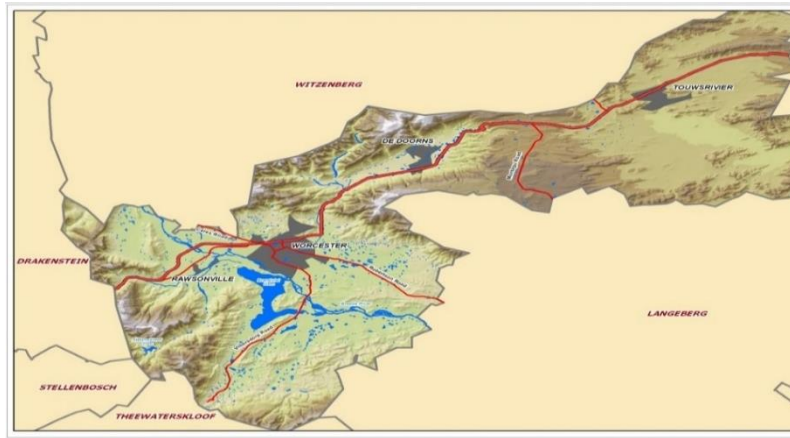 WITZENBERG
TOUWSRIVIER
DE DOORNS
WORCESTER
DRAKENSTEIN
RAWSONVILLE
LANGEBERG
STELLENBOSCH
THEEWATERSKLOOF